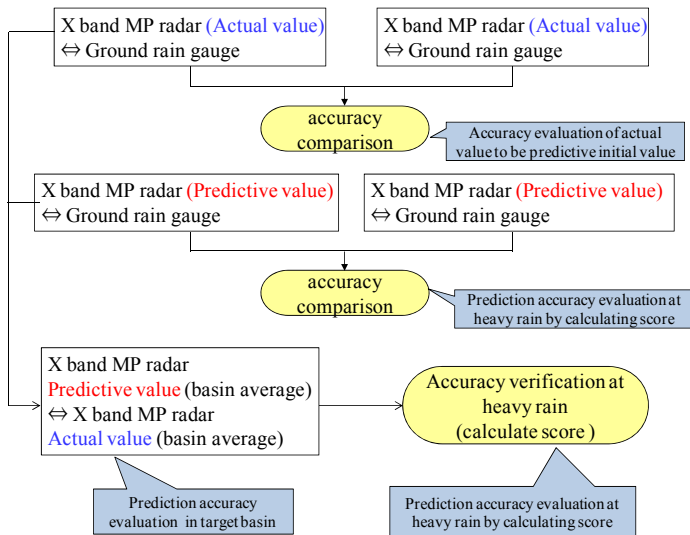 X band MP radar (Actual value)
⇔ Ground rain gauge
X band MP radar (Actual value)
⇔ Ground rain gauge
accuracy
comparison
Accuracy evaluation of actual
value to be predictive initial value
X band MP radar (Predictive value)
⇔ Ground rain gauge
X band MP radar (Predictive value)
⇔ Ground rain gauge
accuracy
comparison
Prediction accuracy evaluation at
heavy rain by calculating score
X band MP radar
Predictive value (basin average)
⇔ X band MP radar
Actual value (basin average)
Accuracy verification at
heavy rain
(calculate score )
Prediction accuracy
evaluation in target basin
Prediction accuracy evaluation at
heavy rain by calculating score